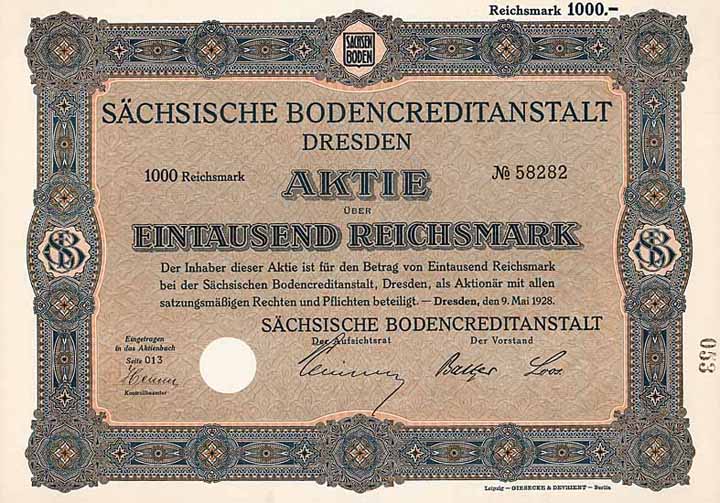 Reichsmark 1000.-
SACHSEN
BODEN
SÄCHSISCHE BODENCREDITANSTALT
DRESDEN
1000 Reichsmark
AKTIE
№ 58282
ÜBER
EINTAUSEND REICHSMARK
Der Inhaber dieser Aktie ist für den Betrag von Eintausend Reichsmark
bei der Sächsischen Bodencreditanstalt, Dresden, als Aktionär mit allen
satzungsmäßigen Rechten und Pflichten beteiligt. — Dresden, den 9. Mai 1928.
SÄCHSISCHE BODENCREDITANSTALT
Der Aufsichtsrat
Der Vorstand
Eingetragen
in das Aktienbuch
Seite 013
Kontrollbeamter
Loos
053
Leipzig — GIESECKE & DEVRIENT — Berlin